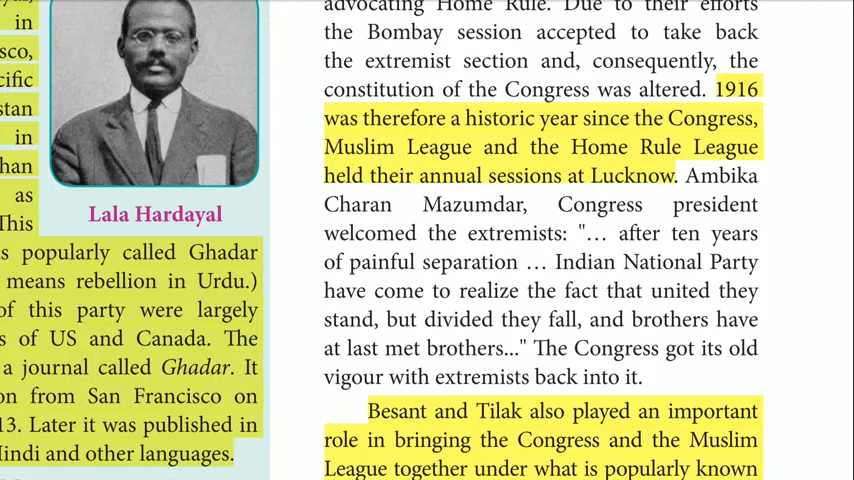 in
sco,
cific
stan
in
han
as
This
Lala Hardayal
s popularly called Ghadar
means rebellion in Urdu.)
of this party were largely
s of US and Canada. The
a journal called Ghadar. It
on from San Francisco on
13. Later it was published in
Hindi and other languages.
advocating Home Rule. Due to their efforts
the Bombay session accepted to take back
the extremist section and, consequently, the
constitution of the Congress was altered. 1916
was therefore a historic year since the Congress,
Muslim League and the Home Rule League
held their annual sessions at Lucknow. Ambika
Charan Mazumdar, Congress president
welcomed the extremists: "… after ten years
of painful separation … Indian National Party
have come to realize the fact that united they
stand, but divided they fall, and brothers have
at last met brothers..." The Congress got its old
vigour with extremists back into it.
Besant and Tilak also played an important
role in bringing the Congress and the Muslim
League together under what is popularly known